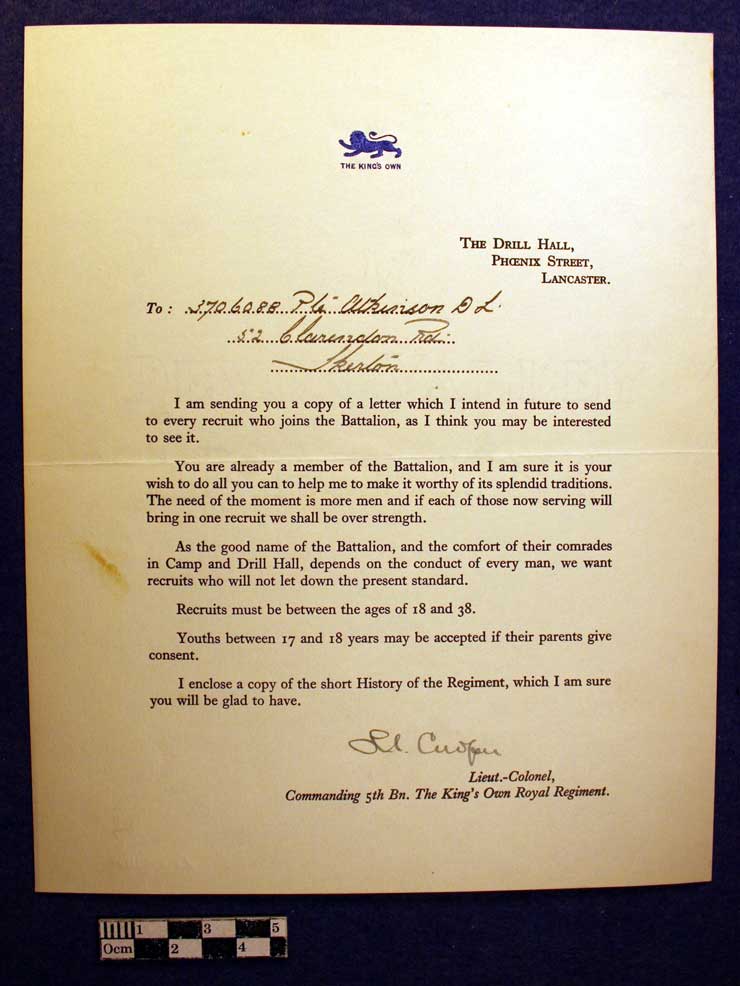 THE KING'S OWN
THE DRILL HALL,
PHŒNIX STREET,
LANCASTER.
To: 3706088 Pte Atkinson D L.
52 Clarendon Rd.
Skerton
I am sending you a copy of a letter which I intend in future to send
to every recruit who joins the Battalion, as I think you may be interested
to see it.
You are already a member of the Battalion, and I am sure it is your
wish to do all you can to help me to make it worthy of its splendid traditions.
The need of the moment is more men and if each of those now serving will
bring in one recruit we shall be over strength.
As the good name of the Battalion, and the comfort of their comrades
in Camp and Drill Hall, depends on the conduct of every man, we want
recruits who will not let down the present standard.
Recruits must be between the ages of 18 and 38.
Youths between 17 and 18 years may be accepted if their parents give
consent.
I enclose a copy of the short History of the Regiment, which I am sure
you will be glad to have.
Lieut.-Colonel,
Commanding 5th Bn. The King's Own Royal Regiment.
1 3 5
0cm 2 4